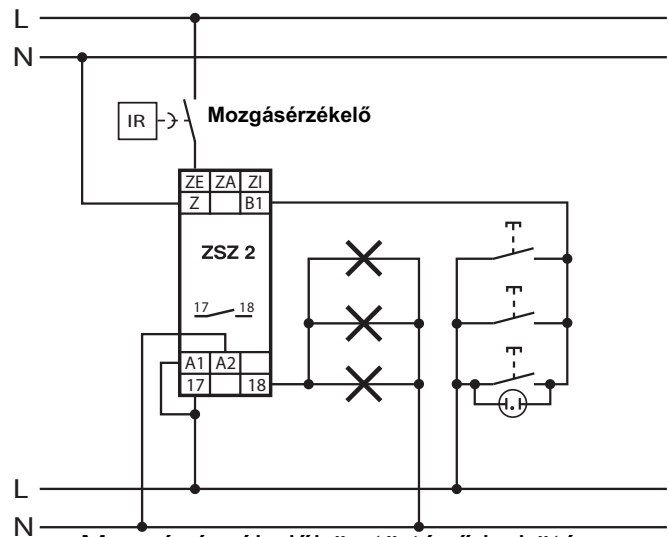 L
N
IR
Mozgásérzékelő
ZE ZA ZI
Z B1
ZSZ 2
17 18
A1 A2
17 18
L
N